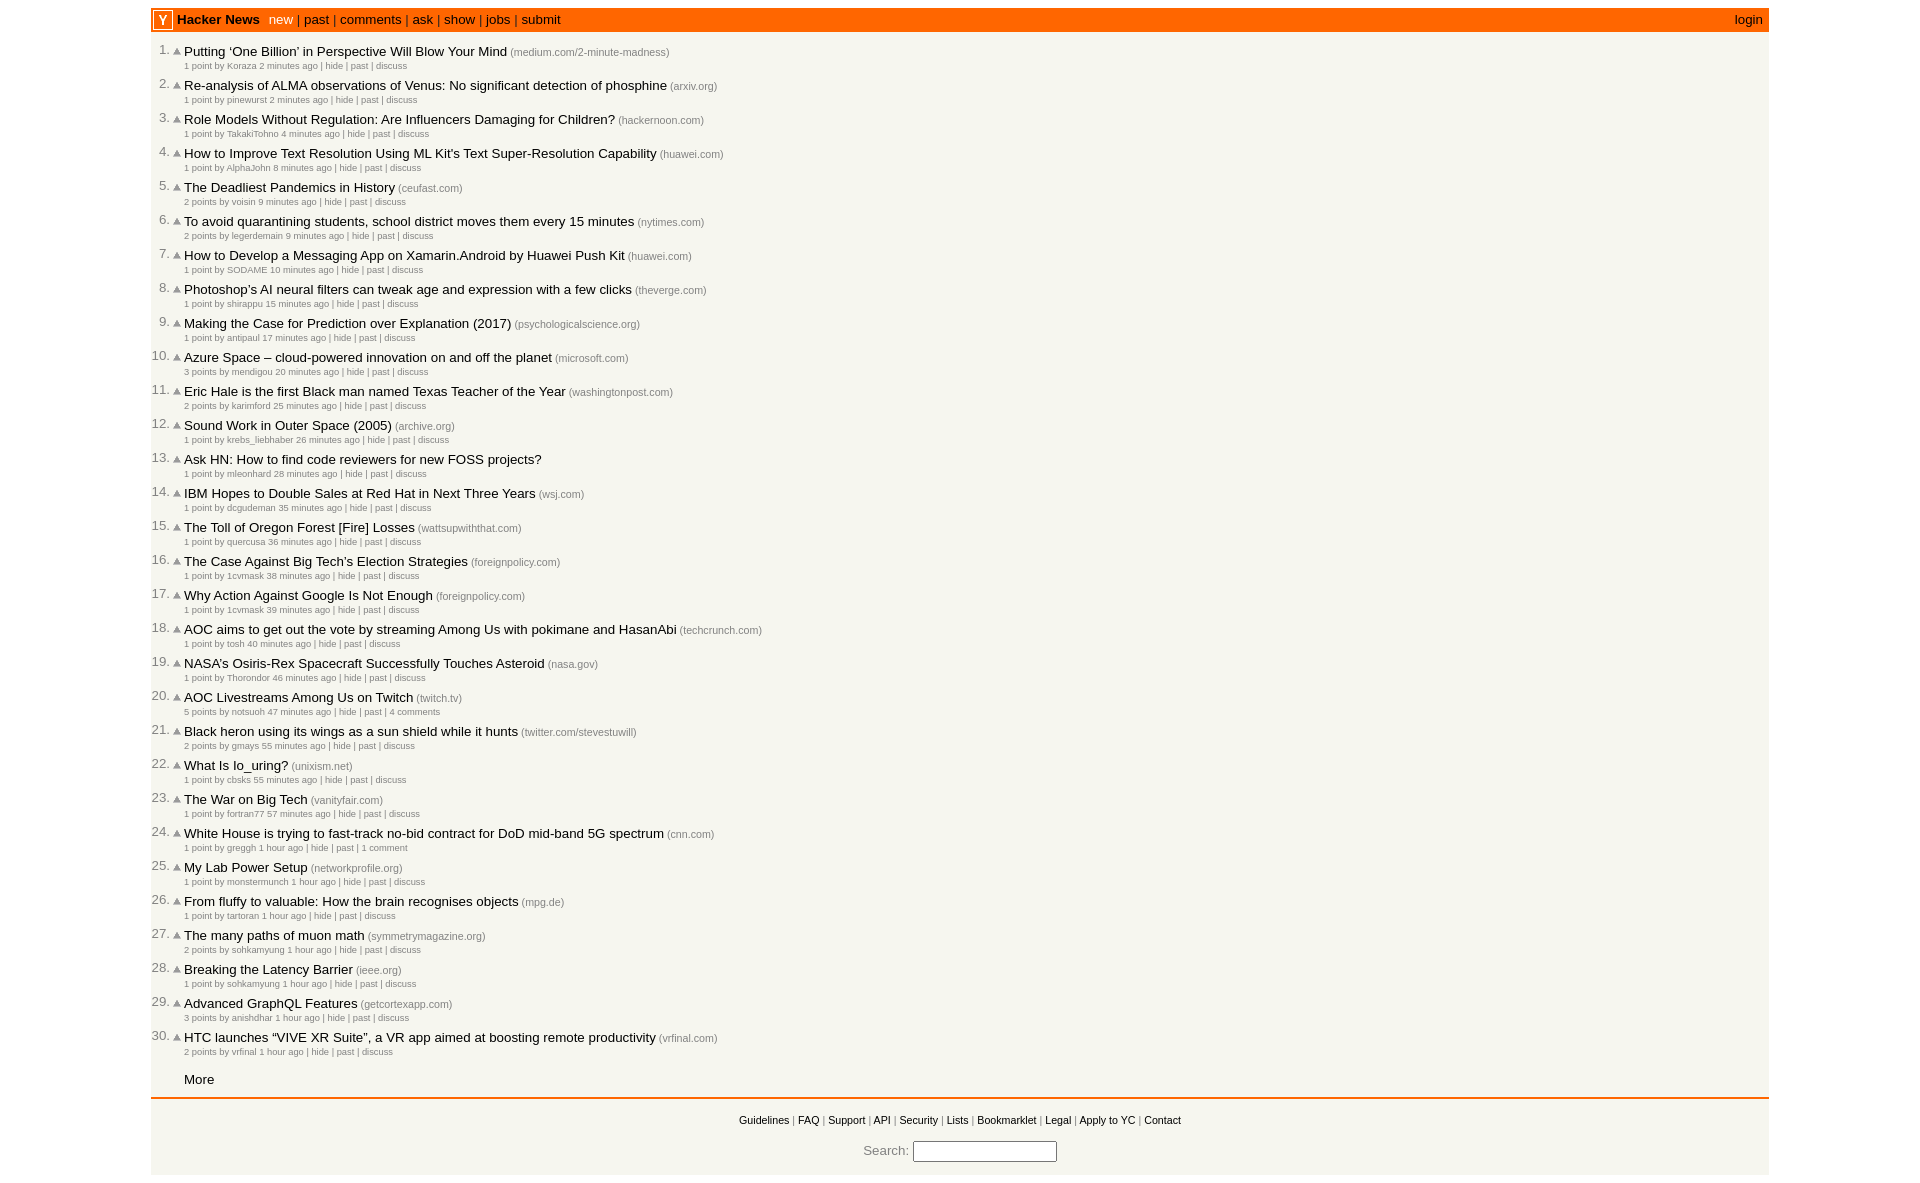 Y Hacker News new | past | comments | ask | show | jobs | submit login
1. Putting ‘One Billion’ in Perspective Will Blow Your Mind (medium.com/2-minute-madness)
1 point by Koraza 2 minutes ago | hide | past | discuss
2. Re-analysis of ALMA observations of Venus: No significant detection of phosphine (arxiv.org)
1 point by pinewurst 2 minutes ago | hide | past | discuss
3. Role Models Without Regulation: Are Influencers Damaging for Children? (hackernoon.com)
1 point by TakakiTohno 4 minutes ago | hide | past | discuss
4. How to Improve Text Resolution Using ML Kit's Text Super-Resolution Capability (huawei.com)
1 point by AlphaJohn 8 minutes ago | hide | past | discuss
5. The Deadliest Pandemics in History (ceufast.com)
2 points by voisin 9 minutes ago | hide | past | discuss
6. To avoid quarantining students, school district moves them every 15 minutes (nytimes.com)
2 points by legerdemain 9 minutes ago | hide | past | discuss
7. How to Develop a Messaging App on Xamarin.Android by Huawei Push Kit (huawei.com)
1 point by SODAME 10 minutes ago | hide | past | discuss
8. Photoshop’s AI neural filters can tweak age and expression with a few clicks (theverge.com)
1 point by shirappu 15 minutes ago | hide | past | discuss
9. Making the Case for Prediction over Explanation (2017) (psychologicalscience.org)
1 point by antipaul 17 minutes ago | hide | past | discuss
10. Azure Space – cloud-powered innovation on and off the planet (microsoft.com)
3 points by mendigou 20 minutes ago | hide | past | discuss
11. Eric Hale is the first Black man named Texas Teacher of the Year (washingtonpost.com)
2 points by karimford 25 minutes ago | hide | past | discuss
12. Sound Work in Outer Space (2005) (archive.org)
1 point by krebs_liebhaber 26 minutes ago | hide | past | discuss
13. Ask HN: How to find code reviewers for new FOSS projects?
1 point by mleonhard 28 minutes ago | hide | past | discuss
14. IBM Hopes to Double Sales at Red Hat in Next Three Years (wsj.com)
1 point by dcgudeman 35 minutes ago | hide | past | discuss
15. The Toll of Oregon Forest [Fire] Losses (wattsupwiththat.com)
1 point by quercusa 36 minutes ago | hide | past | discuss
16. The Case Against Big Tech’s Election Strategies (foreignpolicy.com)
1 point by 1cvmask 38 minutes ago | hide | past | discuss
17. Why Action Against Google Is Not Enough (foreignpolicy.com)
1 point by 1cvmask 39 minutes ago | hide | past | discuss
18. AOC aims to get out the vote by streaming Among Us with pokimane and HasanAbi (techcrunch.com)
1 point by tosh 40 minutes ago | hide | past | discuss
19. NASA’s Osiris-Rex Spacecraft Successfully Touches Asteroid (nasa.gov)
1 point by Thorondor 46 minutes ago | hide | past | discuss
20. AOC Livestreams Among Us on Twitch (twitch.tv)
5 points by notsuoh 47 minutes ago | hide | past | 4 comments
21. Black heron using its wings as a sun shield while it hunts (twitter.com/stevestuwill)
2 points by gmays 55 minutes ago | hide | past | discuss
22. What Is Io_uring? (unixism.net)
1 point by cbsks 55 minutes ago | hide | past | discuss
23. The War on Big Tech (vanityfair.com)
1 point by fortran77 57 minutes ago | hide | past | discuss
24. White House is trying to fast-track no-bid contract for DoD mid-band 5G spectrum (cnn.com)
1 point by greggh 1 hour ago | hide | past | 1 comment
25. My Lab Power Setup (networkprofile.org)
1 point by monstermunch 1 hour ago | hide | past | discuss
26. From fluffy to valuable: How the brain recognises objects (mpg.de)
1 point by tartoran 1 hour ago | hide | past | discuss
27. The many paths of muon math (symmetrymagazine.org)
2 points by sohkamyung 1 hour ago | hide | past | discuss
28. Breaking the Latency Barrier (ieee.org)
1 point by sohkamyung 1 hour ago | hide | past | discuss
29. Advanced GraphQL Features (getcortexapp.com)
3 points by anishdhar 1 hour ago | hide | past | discuss
30. HTC launches “VIVE XR Suite”, a VR app aimed at boosting remote productivity (vrfinal.com)
2 points by vrfinal 1 hour ago | hide | past | discuss
More
Guidelines | FAQ | Support | API | Security | Lists | Bookmarklet | Legal | Apply to YC | Contact
Search: